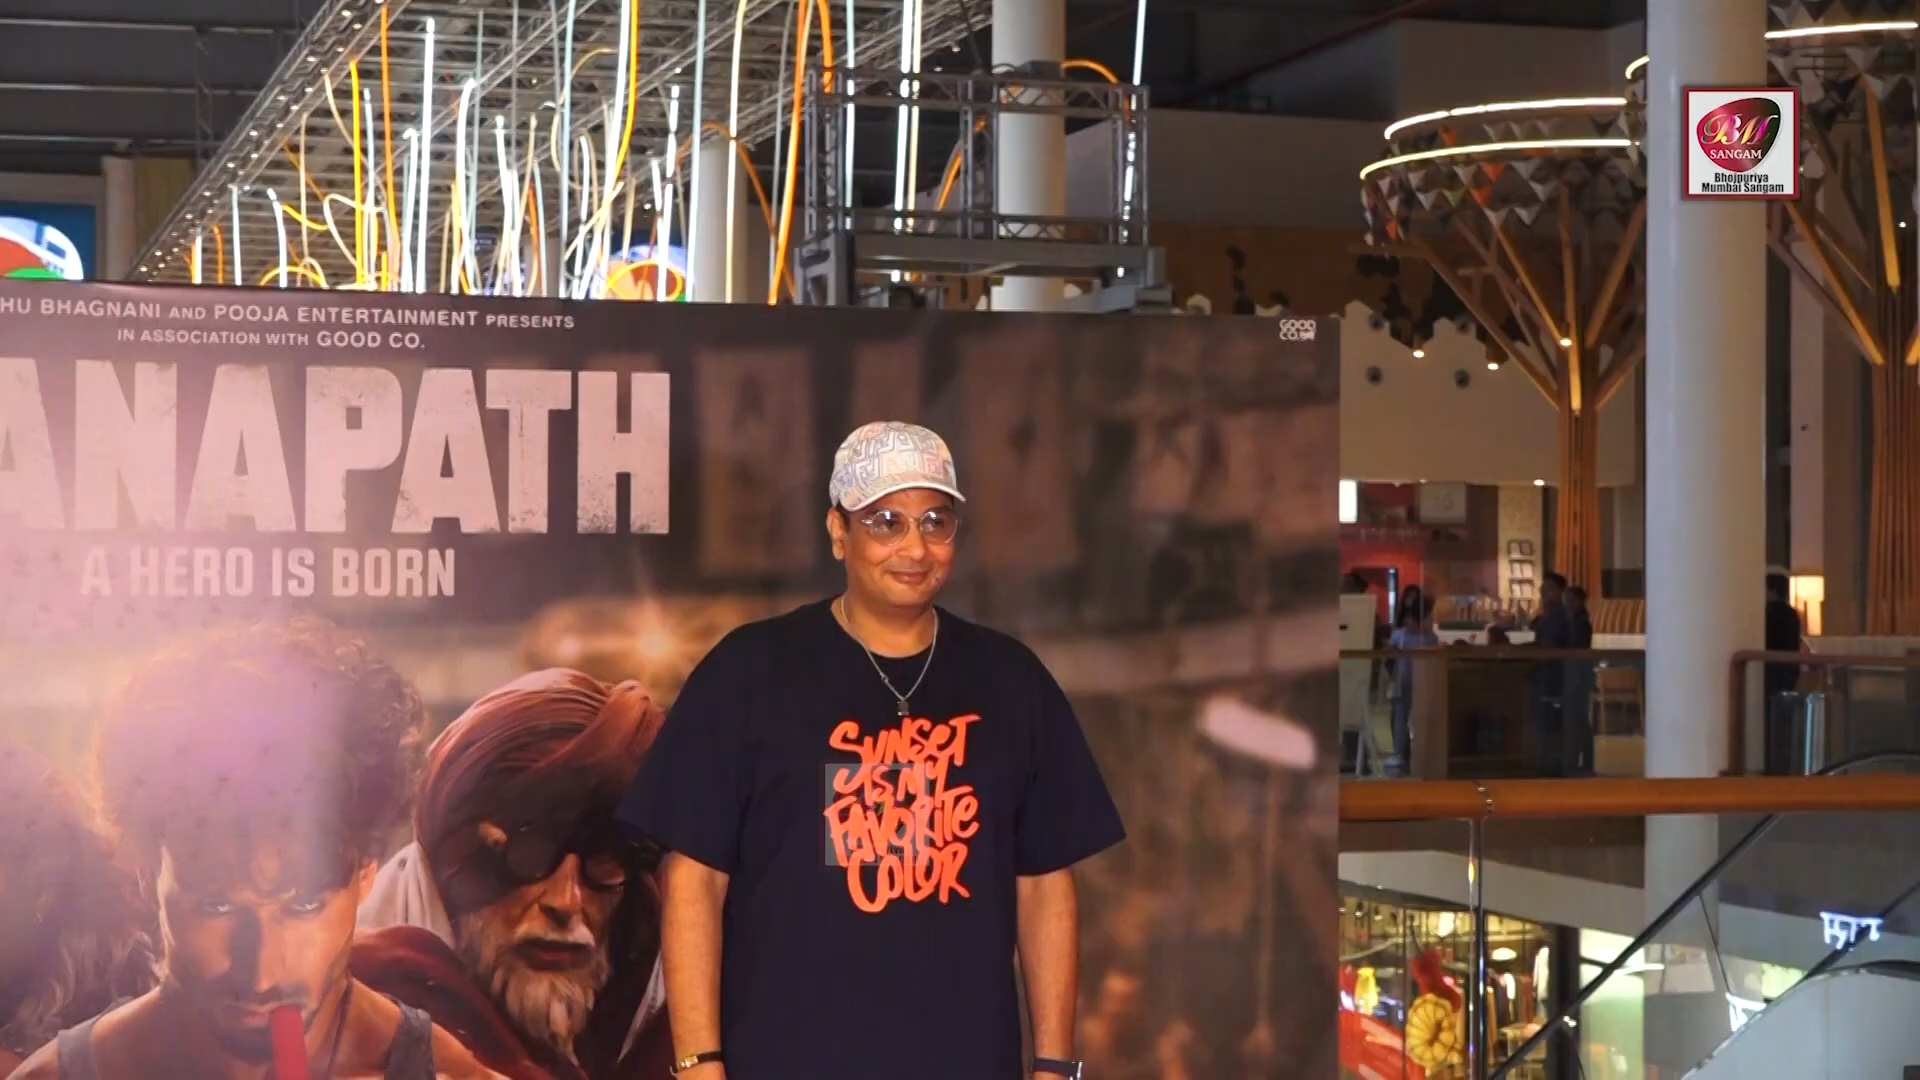 HU BHAGNANI AND POOJA ENTERTAINMENT PRESENTS
IN ASSOCIATION WITH GOOD CO.
ANAPATH
A HERO IS BORN
GOOD
CO.
SUNSET
IS MY
FAVORITE
COLOR
BM
SANGAM
Bhojpuriya
Mumbai Sangam